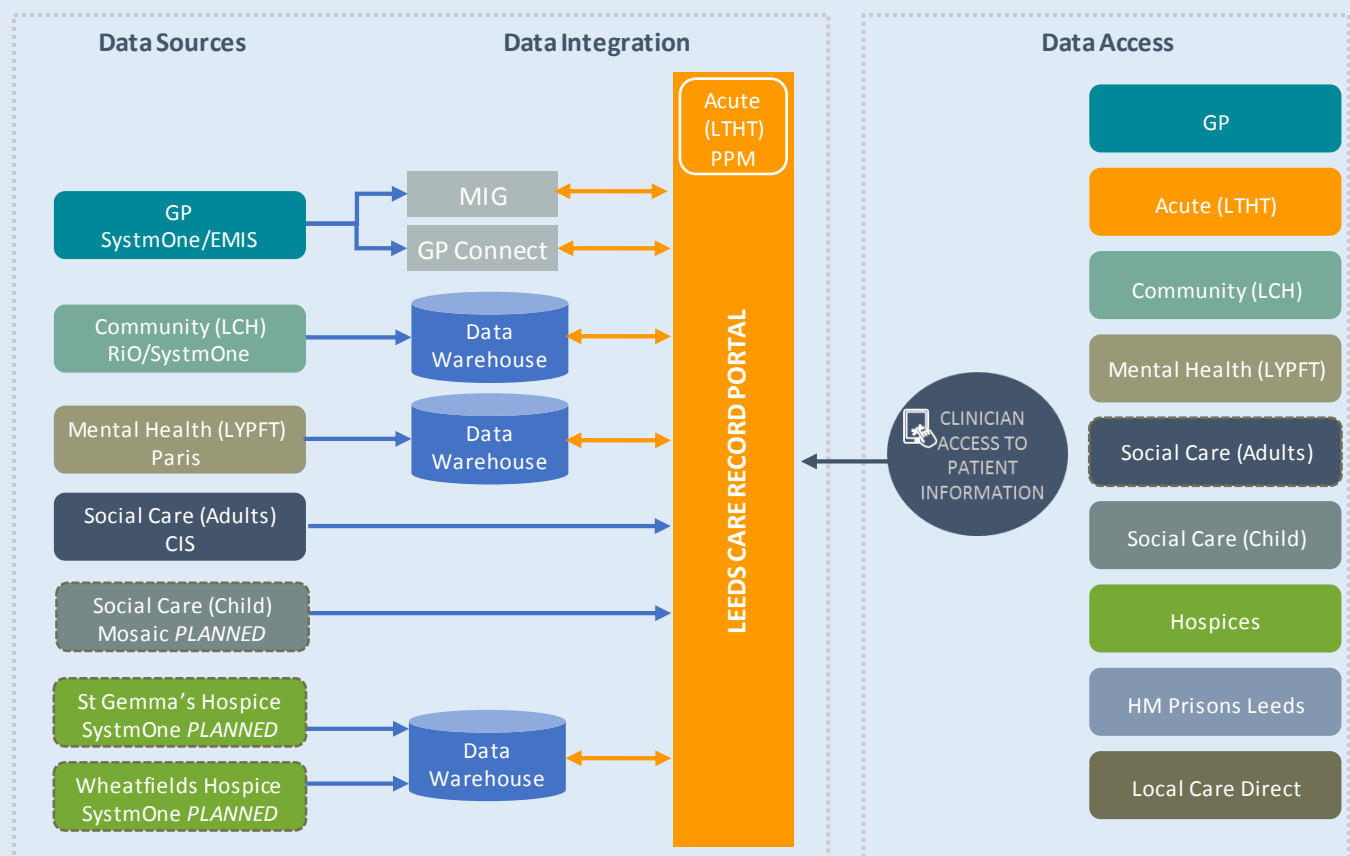 Data Sources
Data Integration
Data Access
Acute
(LTHT)
PPM
GP
SystmOne/EMIS
MIG
GP Connect
Community (LCH)
RiO/SystmOne
Data
Warehouse
Mental Health (LYPFT)
Paris
Data
Warehouse
Social Care (Adults)
CIS
Social Care (Child)
Mosaic PLANNED
St Gemma’s Hospice
SystmOne PLANNED
Wheatfields Hospice
SystmOne PLANNED
Data
Warehouse
LEEDS CARE RECORD PORTAL
CLINICIAN
ACCESS TO
PATIENT
INFORMATION
GP
Acute (LTHT)
Community (LCH)
Mental Health (LYPFT)
Social Care (Adults)
Social Care (Child)
Hospices
HM Prisons Leeds
Local Care Direct